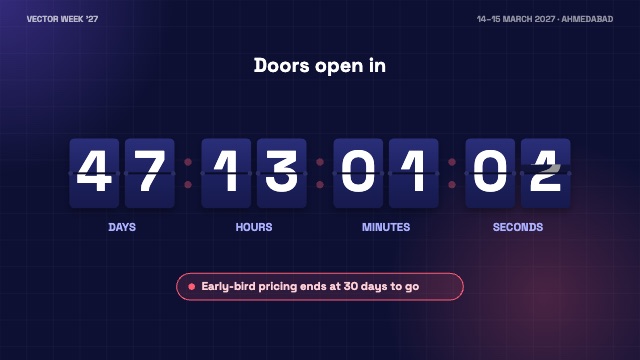 VECTOR WEEK '27
14–15 MARCH 2027 · AHMEDABAD
Doors open in
47 : 13 : 01 : 0
DAYS HOURS MINUTES SECONDS
Early-bird pricing ends at 30 days to go